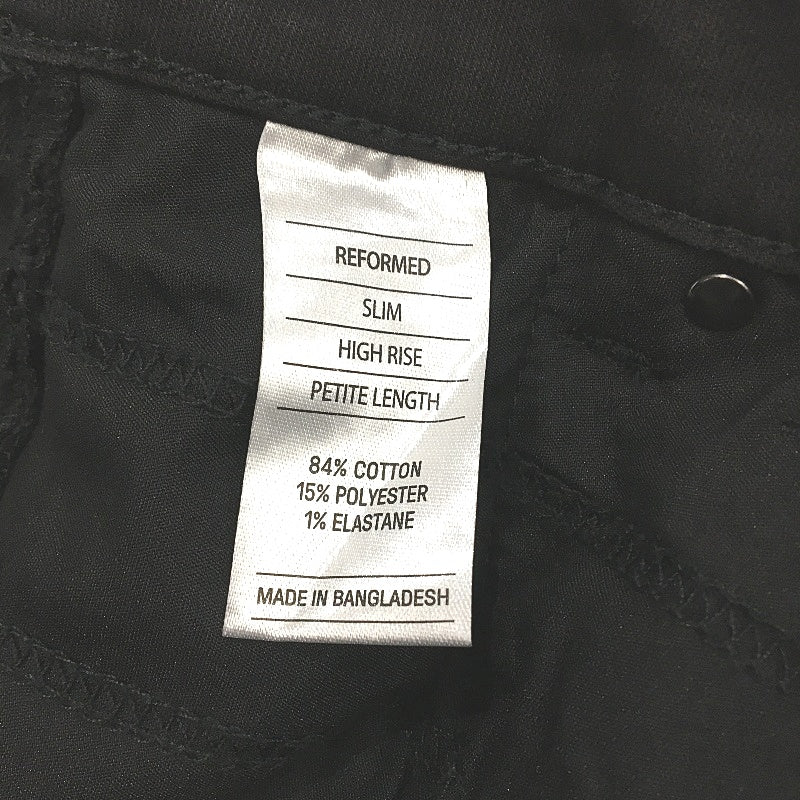 REFORMED
SLIM
HIGH RISE
PETITE LENGTH
84% COTTON
15% POLYESTER
1% ELASTANE
MADE IN BANGLADESH